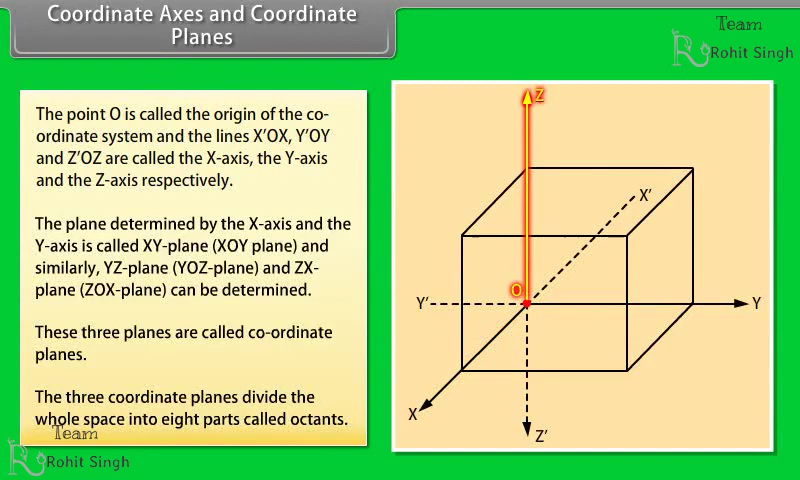 Coordinate Axes and Coordinate
Planes
Team
Rohit Singh
The point O is called the origin of the co-
ordinate system and the lines X'OX, Y'OY
and Z'OZ are called the X-axis, the Y-axis
and the Z-axis respectively.
The plane determined by the X-axis and the
Y-axis is called XY-plane (XOY plane) and
similarly, YZ-plane (YOZ-plane) and ZX-
plane (ZOX-plane) can be determined.
These three planes are called co-ordinate
planes.
The three coordinate planes divide the
whole space into eight parts called octants.
Z
X'
O
Y'
Y
X
Z'
Team
Rohit Singh